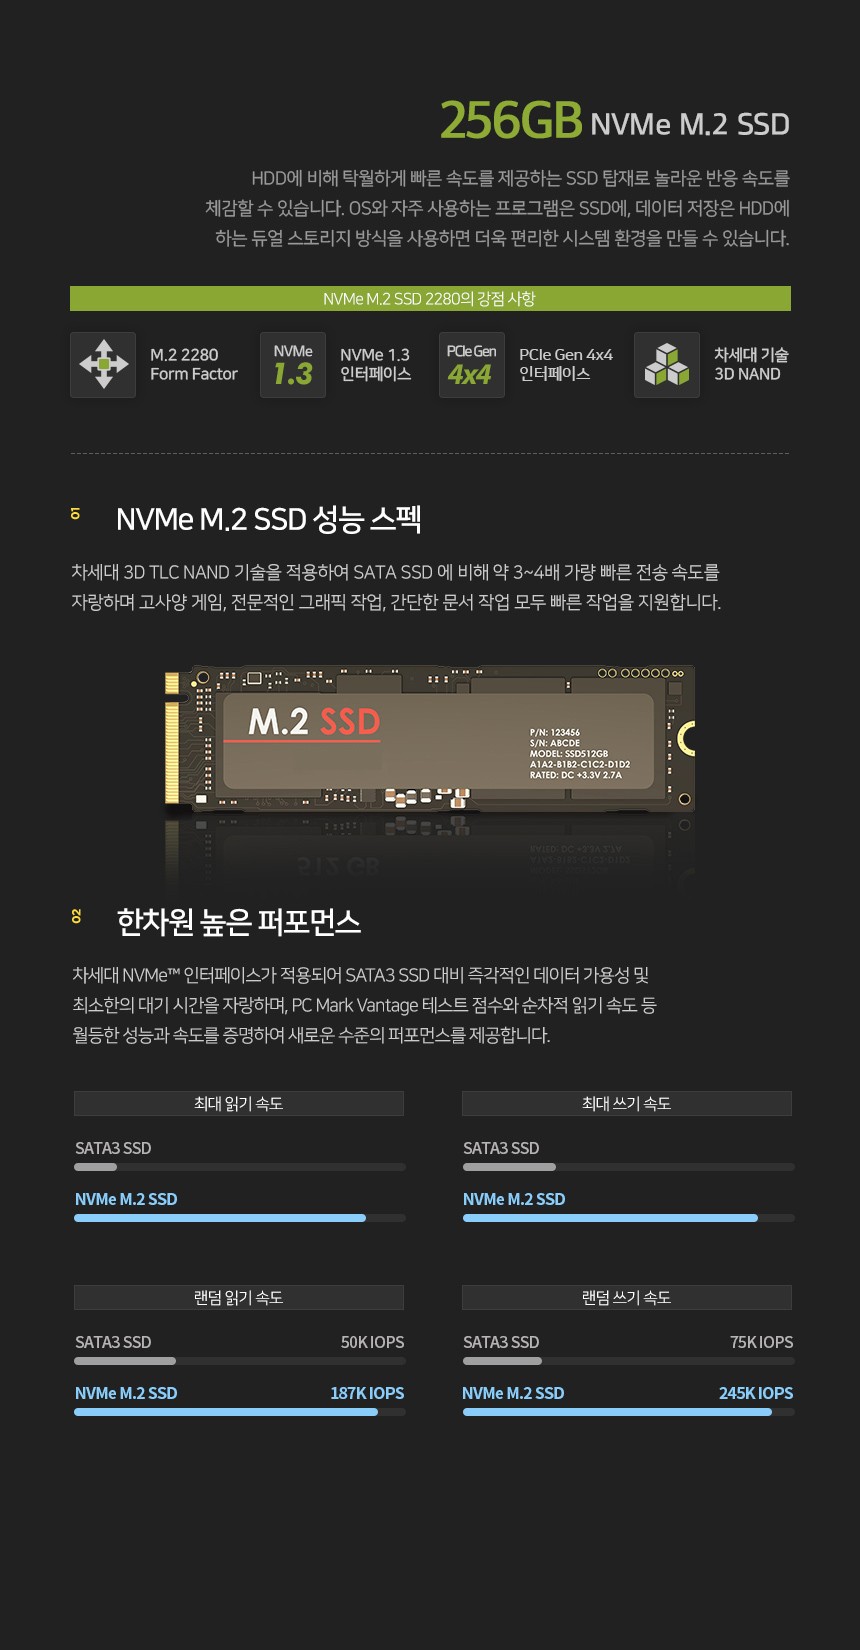 256GB NVMe M.2 SSD
HDD에 비해 탁월하게 빠른 속도를 제공하는 SSD 탑재로 놀라운 반응 속도를
체감할 수 있습니다. OS와 자주 사용하는 프로그램은 SSD에, 데이터 저장은 HDD에
하는 듀얼 스토리지 방식을 사용하면 더욱 편리한 시스템 환경을 만들 수 있습니다.
NVMe M.2 SSD 2280의 강점 사항
M.2 2280
Form Factor
NVMe
1.3
NVMe 1.3
인터페이스
PCIe Gen
4x4
PCIe Gen 4x4
인터페이스
차세대 기술
3D NAND
01
NVMe M.2 SSD 성능 스펙
차세대 3D TLC NAND 기술을 적용하여 SATA SSD 에 비해 약 3~4배 가량 빠른 전송 속도를
자랑하며 고사양 게임, 전문적인 그래픽 작업, 간단한 문서 작업 모두 빠른 작업을 지원합니다.
M.2 SSD
P/N: 123456
S/N: ABCDE
MODEL: SSD512GB
A1A2-B1B2-C1C2-D1D2
RATED: DC +3.3V 2.7A
512 GB
02
한차원 높은 퍼포먼스
차세대 NVMe™ 인터페이스가 적용되어 SATA3 SSD 대비 즉각적인 데이터 가용성 및
최소한의 대기 시간을 자랑하며, PC Mark Vantage 테스트 점수와 순차적 읽기 속도 등
월등한 성능과 속도를 증명하여 새로운 수준의 퍼포먼스를 제공합니다.
최대 읽기 속도
SATA3 SSD
NVMe M.2 SSD
최대 쓰기 속도
SATA3 SSD
NVMe M.2 SSD
랜덤 읽기 속도
SATA3 SSD 50K IOPS
NVMe M.2 SSD 187K IOPS
랜덤 쓰기 속도
SATA3 SSD 75K IOPS
NVMe M.2 SSD 245K IOPS